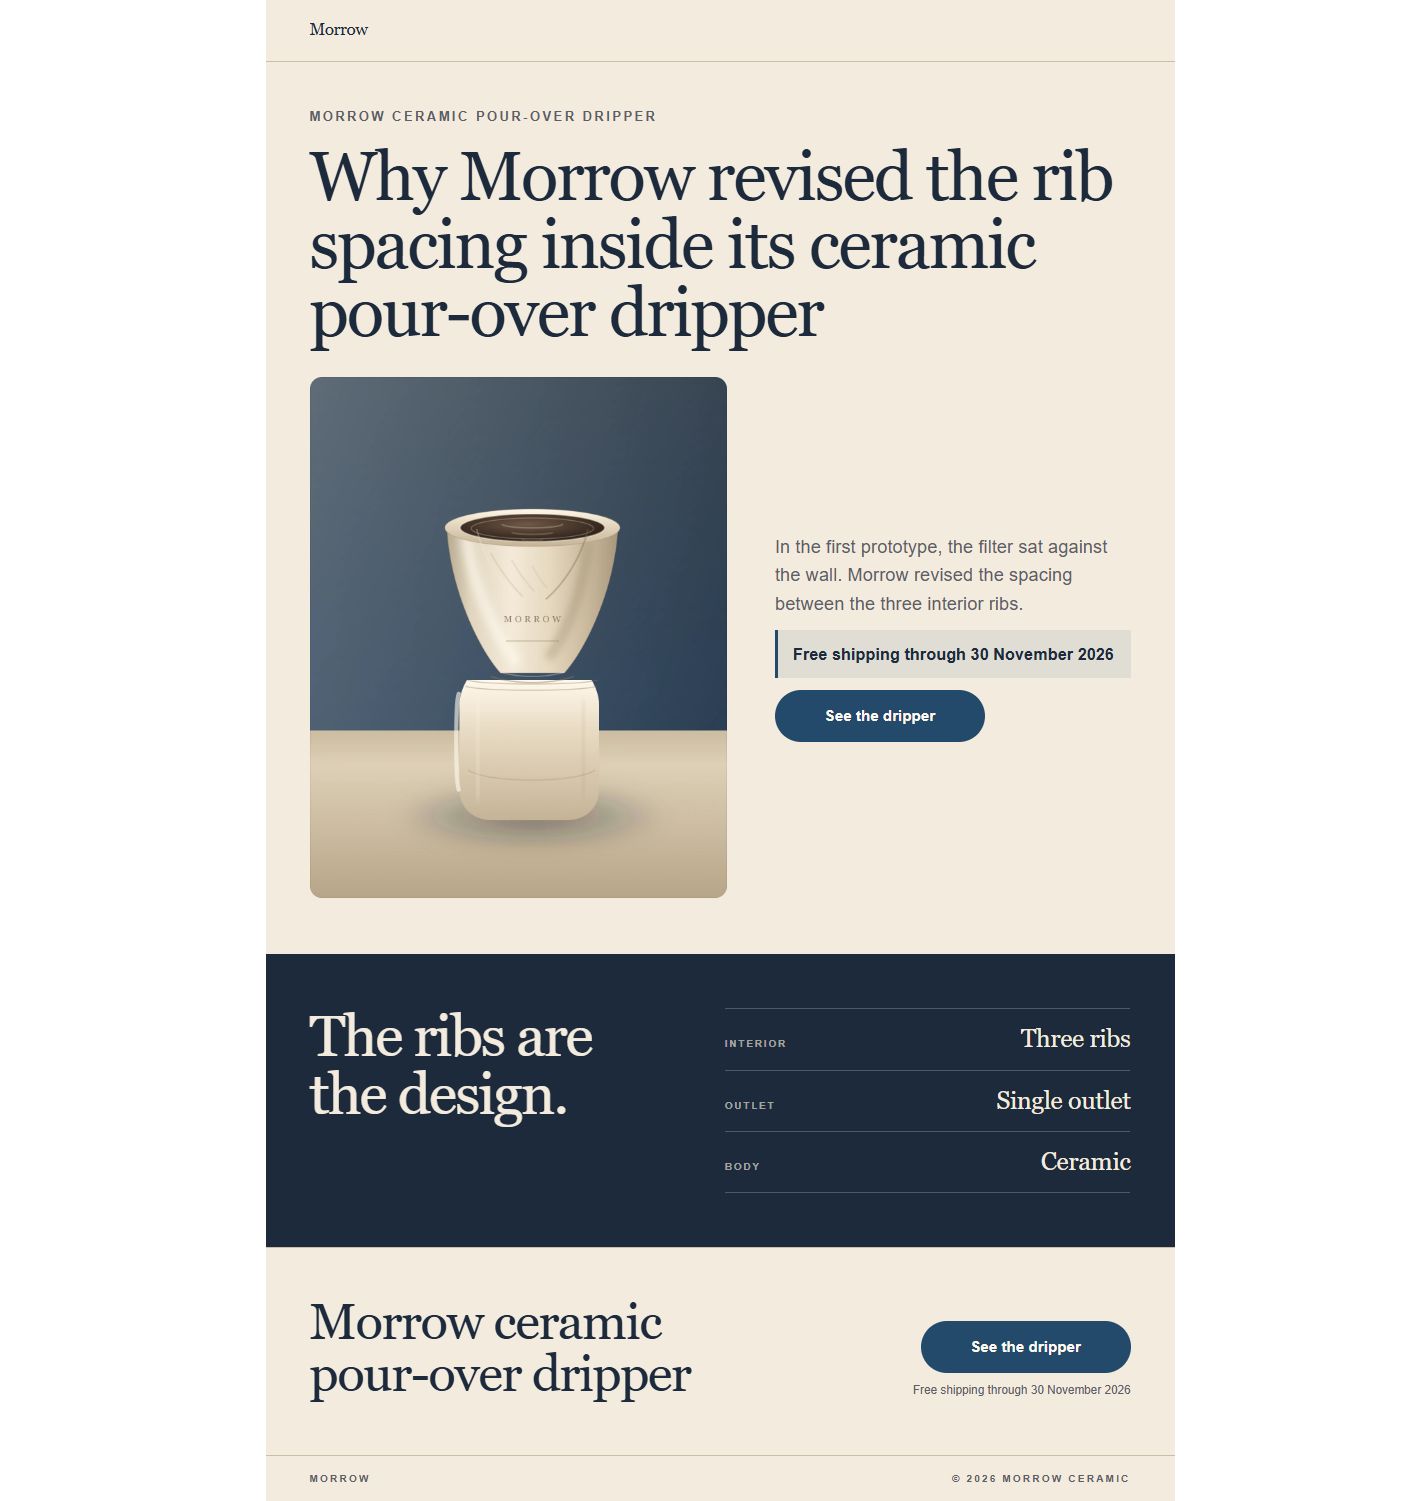 Morrow
MORROW CERAMIC POUR-OVER DRIPPER
Why Morrow revised the rib
spacing inside its ceramic
pour-over dripper
MORROW
In the first prototype, the filter sat against
the wall. Morrow revised the spacing
between the three interior ribs.
Free shipping through 30 November 2026
See the dripper
The ribs are
the design.
INTERIOR
Three ribs
OUTLET
Single outlet
BODY
Ceramic
Morrow ceramic
pour-over dripper
See the dripper
Free shipping through 30 November 2026
MORROW
© 2026 MORROW CERAMIC